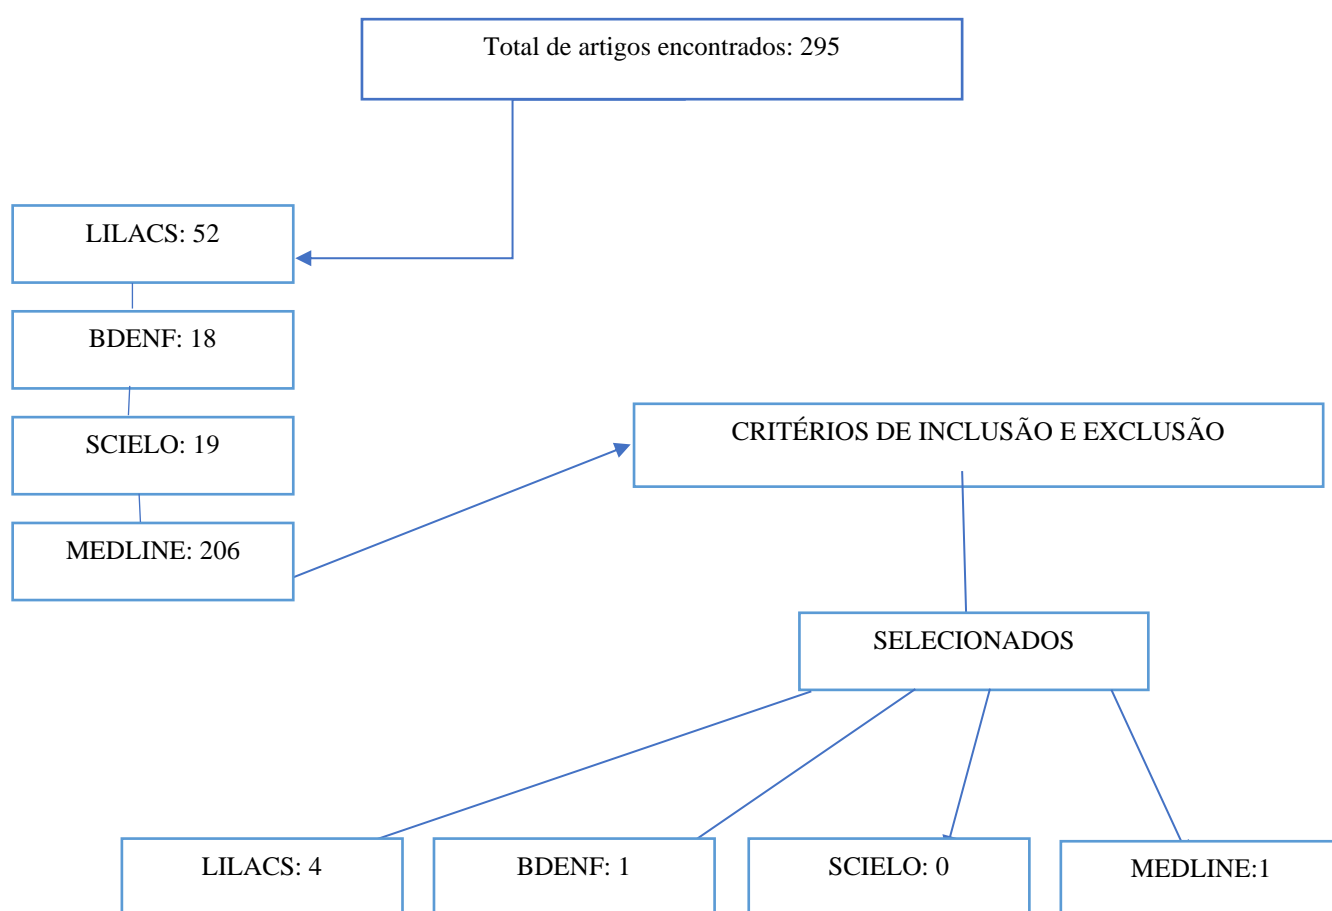 Total de artigos encontrados: 295
LILACS: 52
BDENF: 18
SCIELO: 19
MEDLINE: 206
CRITÉRIOS DE INCLUSÃO E EXCLUSÃO
SELECIONADOS
LILACS: 4
BDENF: 1
SCIELO: 0
MEDLINE:1